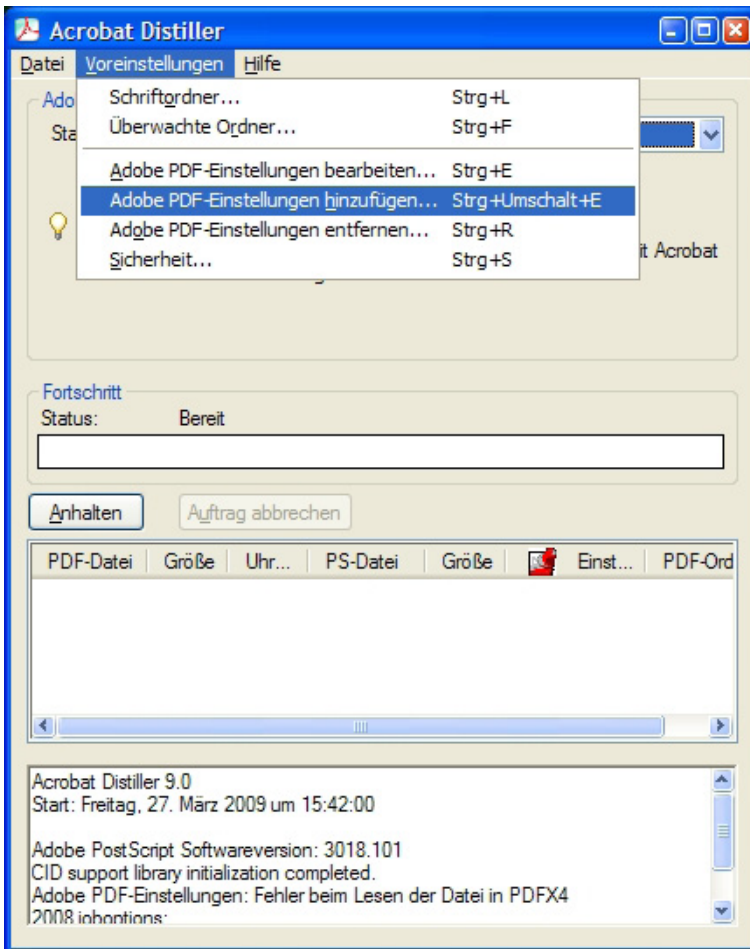 Acrobat Distiller
Datei Voreinstellungen Hilfe
Ado
Sta
Schriftordner... Strg+L
Überwachte Ordner... Strg+F
Adobe PDF-Einstellungen bearbeiten... Strg+E
Adobe PDF-Einstellungen hinzufügen... Strg+Umschalt+E
Adobe PDF-Einstellungen entfernen... Strg+R
Sicherheit... Strg+S
it Acrobat
Fortschritt
Status: Bereit
Anhalten Auftrag abbrechen
PDF-Datei Größe Uhr... PS-Datei Größe Einst... PDF-Ord
Acrobat Distiller 9.0
Start: Freitag, 27. März 2009 um 15:42:00
Adobe PostScript Softwareversion: 3018.101
CID support library initialization completed.
Adobe PDF-Einstellungen: Fehler beim Lesen der Datei in PDFX4
2008 joboptions: